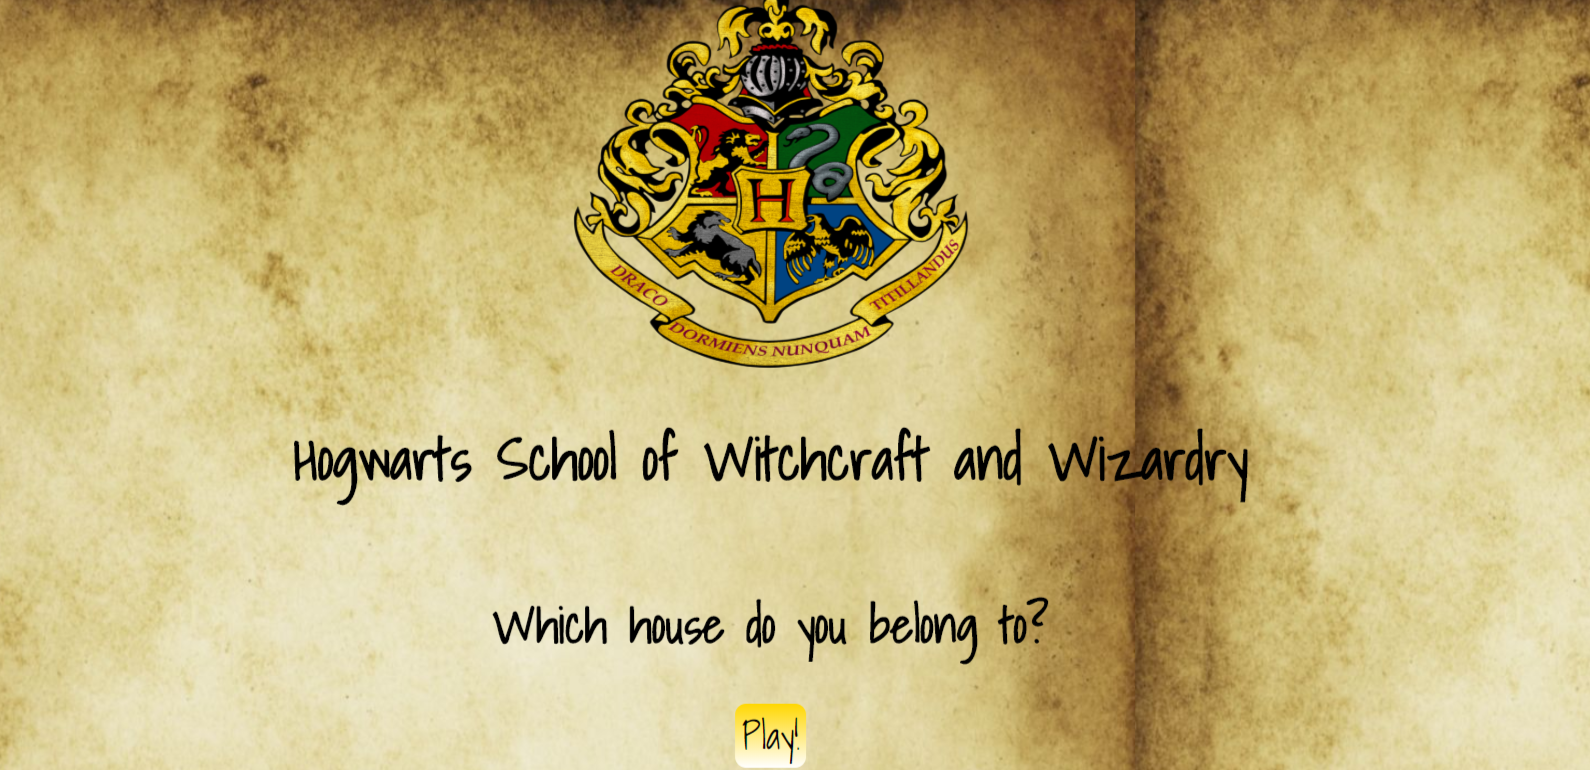 H
DRACO DORMIENS NUNQUAM TITILLANDUS
Hogwarts School of Witchcraft and Wizardry
Which house do you belong to?
Play!